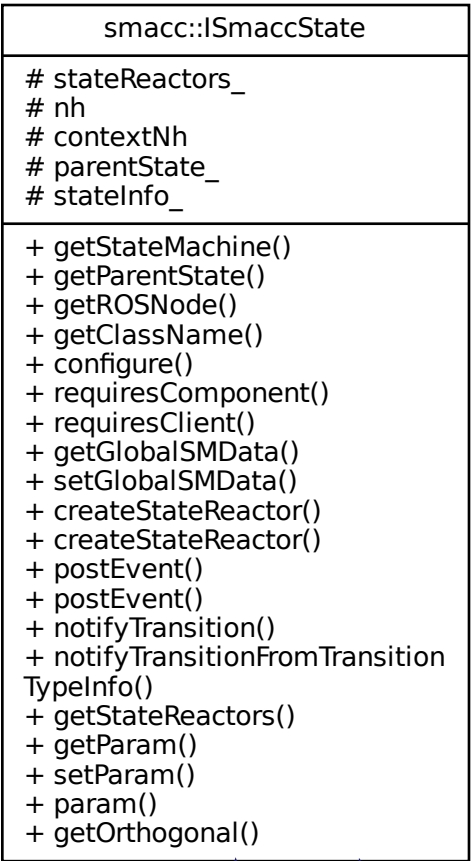 smacc::ISmaccState
# stateReactors_
# nh
# contextNh
# parentState_
# stateInfo_
+ getStateMachine()
+ getParentState()
+ getROSNode()
+ getClassName()
+ configure()
+ requiresComponent()
+ requiresClient()
+ getGlobalSMData()
+ setGlobalSMData()
+ createStateReactor()
+ createStateReactor()
+ postEvent()
+ postEvent()
+ notifyTransition()
+ notifyTransitionFromTransition
TypeInfo()
+ getStateReactors()
+ getParam()
+ setParam()
+ param()
+ getOrthogonal()